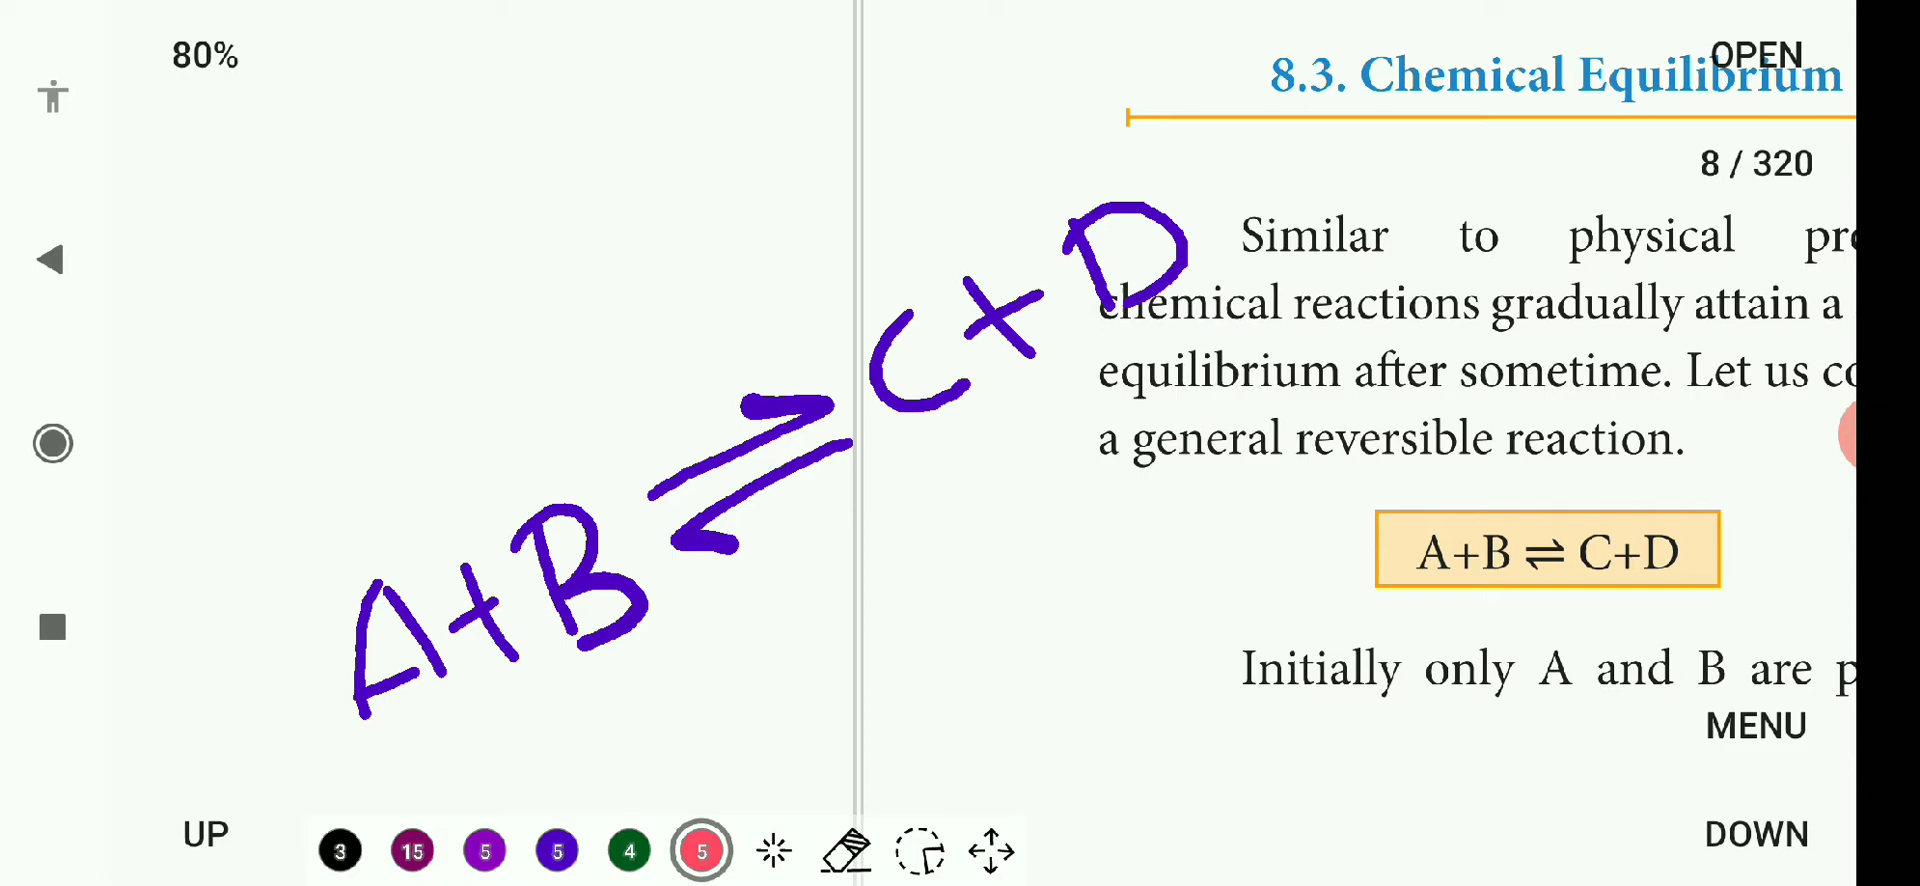 80%
OPEN
8.3. Chemical Equilibrium
8 / 320
Similar to physical
chemical reactions gradually attain a
equilibrium after sometime. Let us
a general reversible reaction.
A+B ⇌ C+D
A+B ⇌ C+D
Initially only A and B are
MENU
UP
3 15 5 5 4 5
DOWN